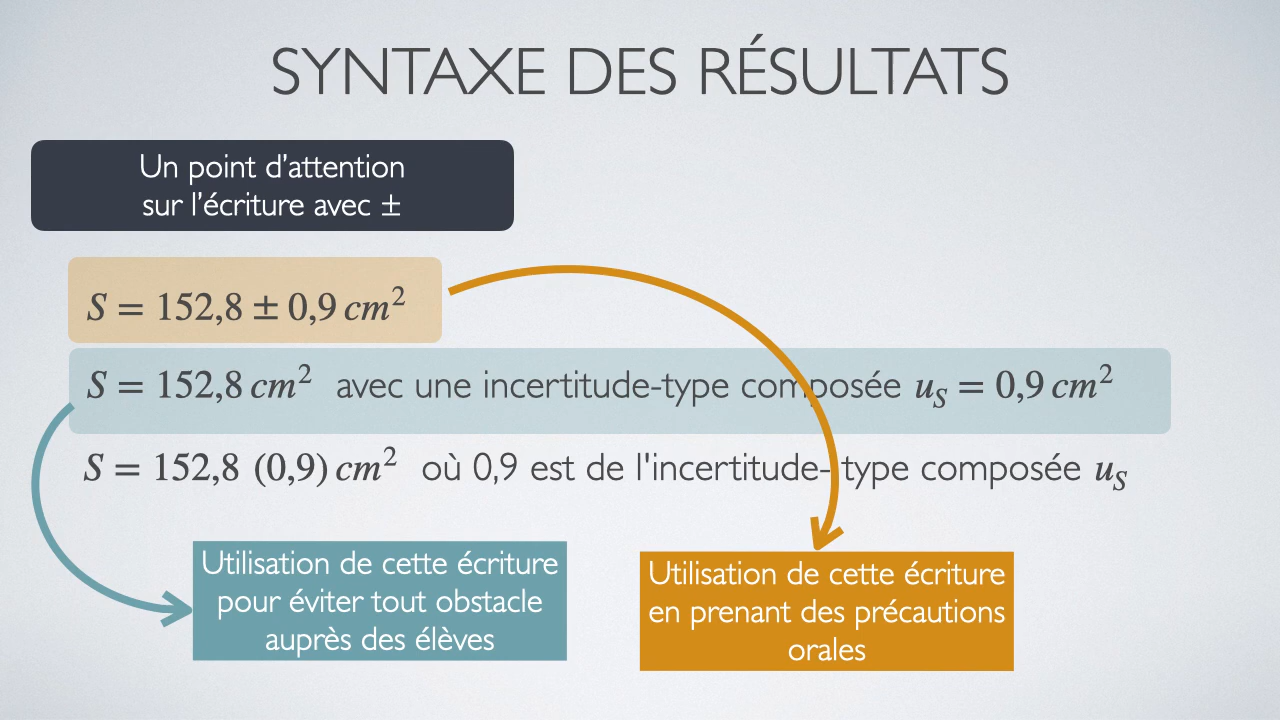 SYNTAXE DES RÉSULTATS
Un point d'attention
sur l'écriture avec ±
S = 152,8 ± 0,9 cm²
S = 152,8 cm² avec une incertitude-type composée u_S = 0,9 cm²
S = 152,8 (0,9) cm² où 0,9 est de l'incertitude- type composée u_S
Utilisation de cette écriture
pour éviter tout obstacle
auprès des élèves
Utilisation de cette écriture
en prenant des précautions
orales